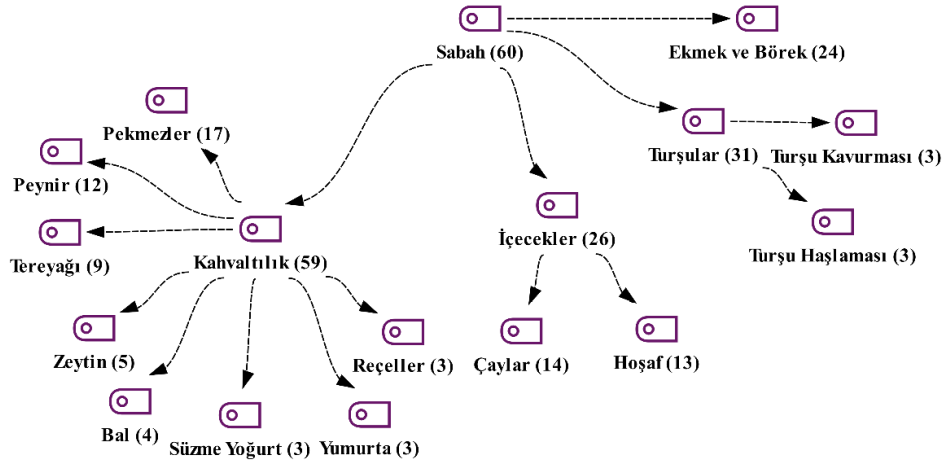 Sabah (60)
Ekmek ve Börek (24)
Pekmezler (17)
Turşular (31)
Turşu Kavurması (3)
Peynir (12)
İçecekler (26)
Turşu Haşlaması (3)
Tereyağı (9)
Kahvaltılık (59)
Zeytin (5)
Reçeller (3)
Çaylar (14)
Hoşaf (13)
Bal (4)
Süzme Yoğurt (3)
Yumurta (3)